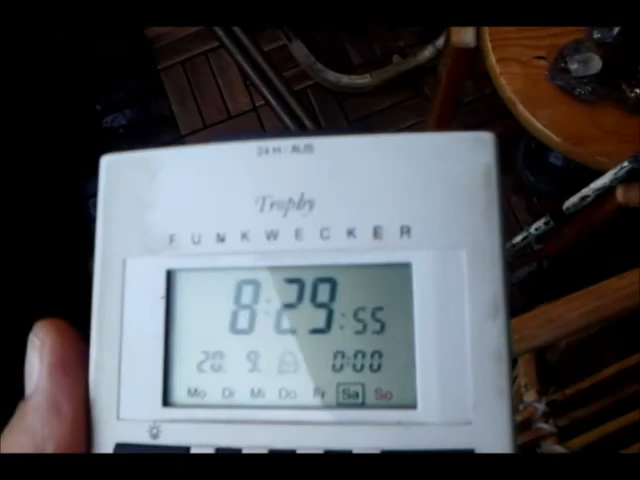 24 H / AUS
Trophy
FUNKWECKER
8:29:55
20. 9. 0:00
Mo Di Mi Do Fr Sa So